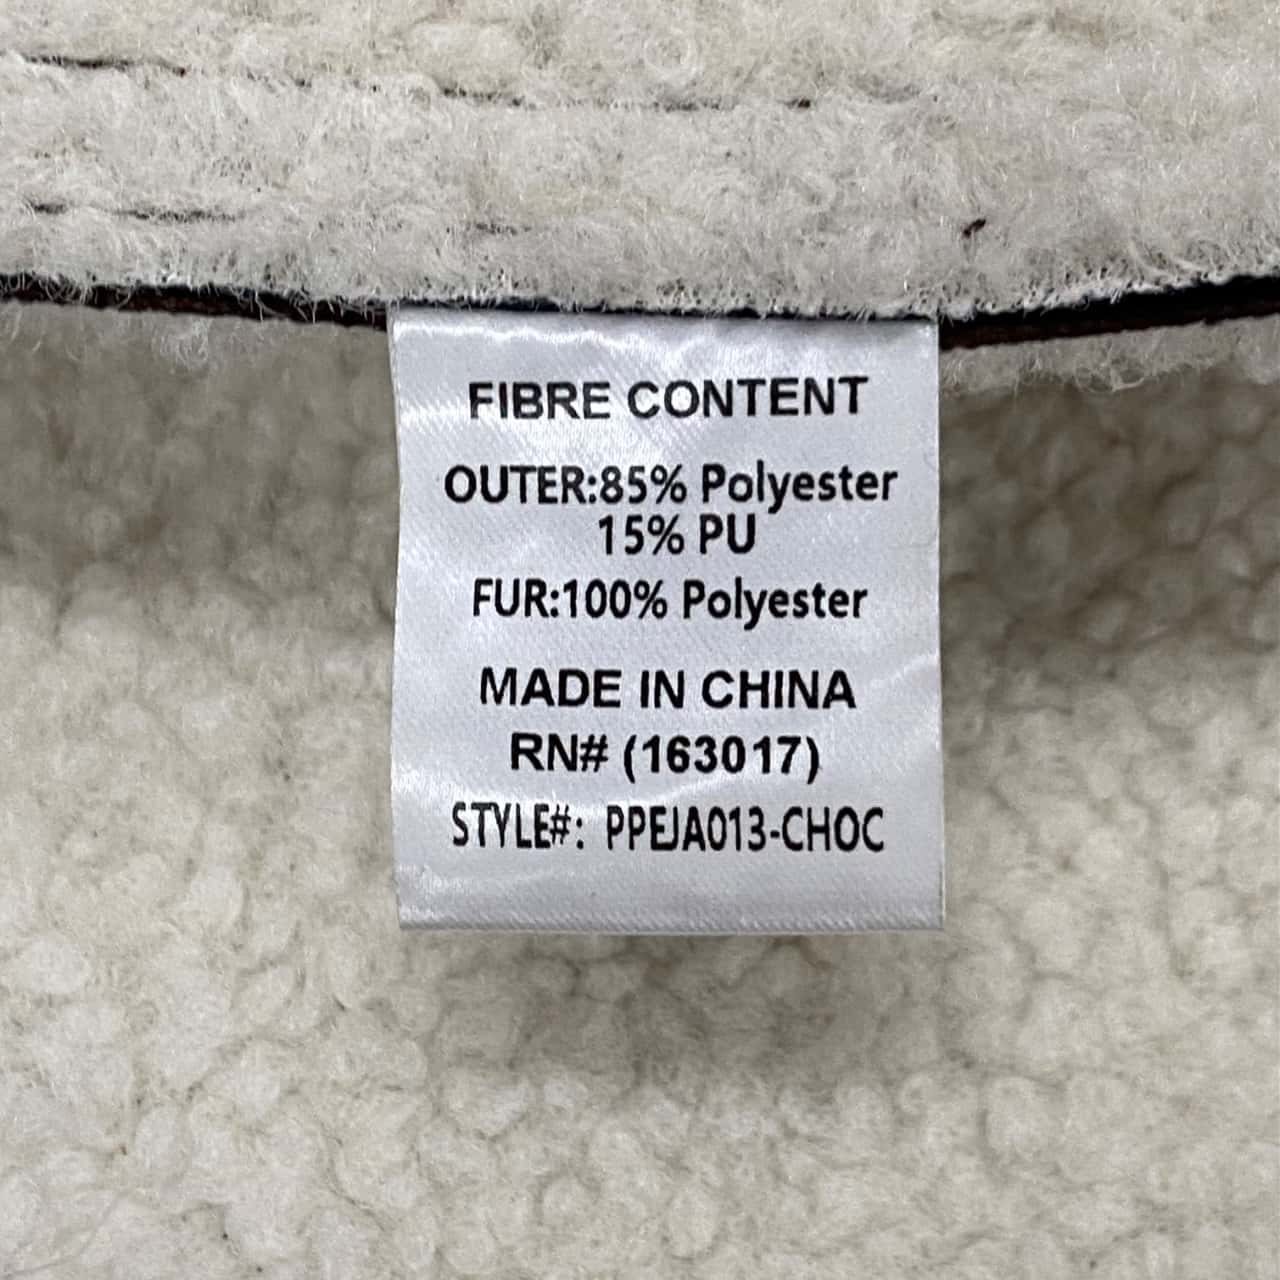 FIBRE CONTENT
OUTER:85% Polyester
15% PU
FUR:100% Polyester
MADE IN CHINA
RN# (163017)
STYLE#: PPEJA013-CHOC